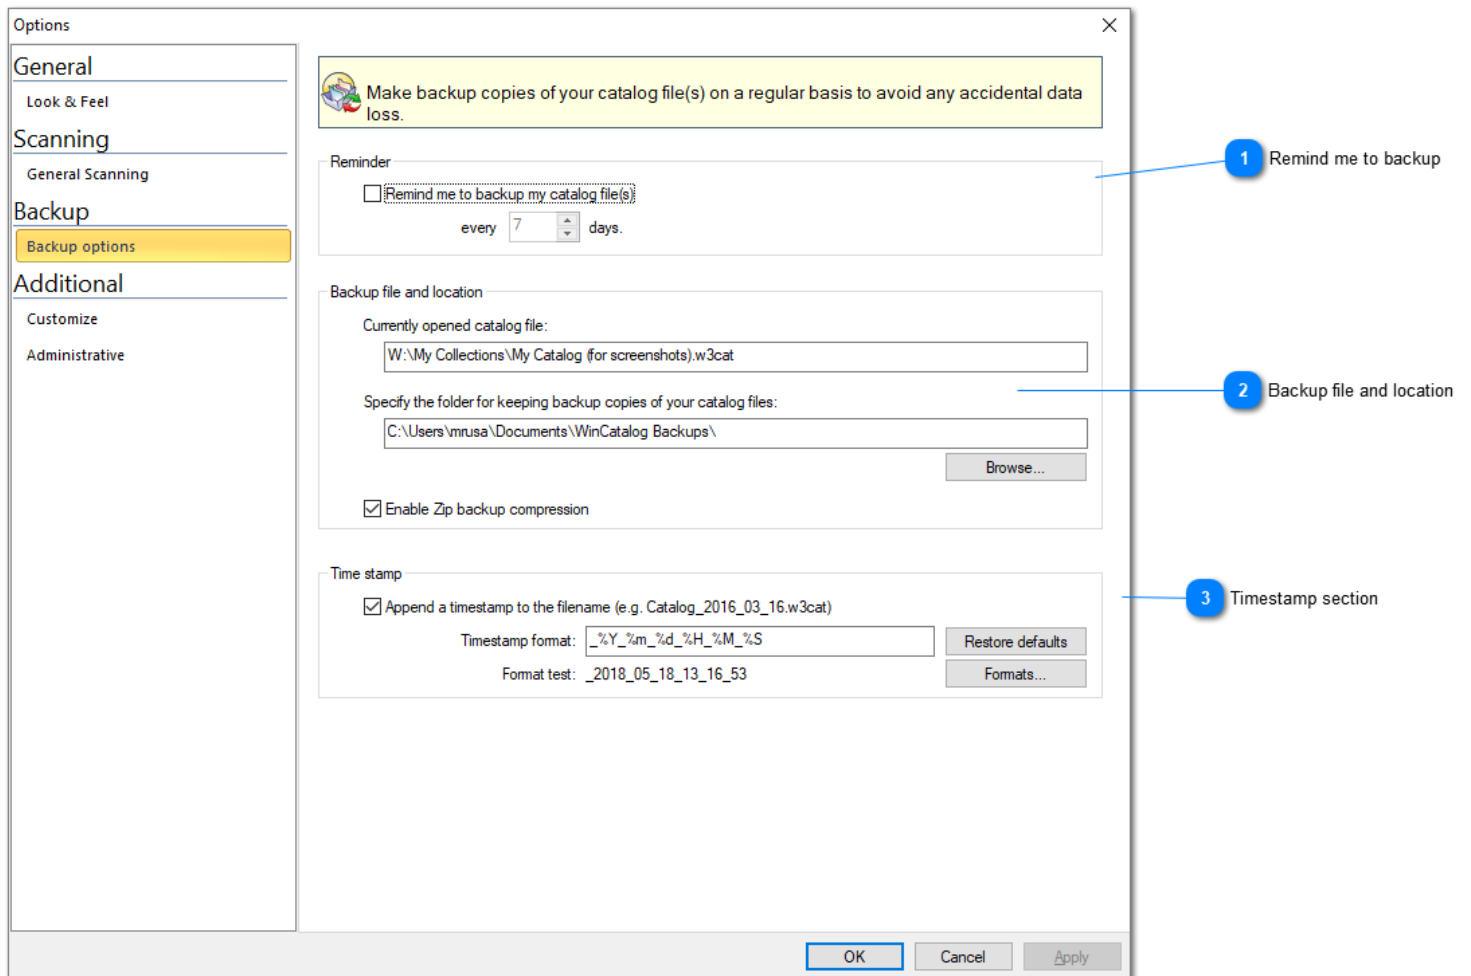 Options
General
Look & Feel
Scanning
General Scanning
Backup
Backup options
Additional
Customize
Administrative
Make backup copies of your catalog file(s) on a regular basis to avoid any accidental data
loss.
Reminder
Remind me to backup my catalog file(s)
every 7 days.
Backup file and location
Currently opened catalog file:
W:\My Collections\My Catalog (for screenshots).w3cat
Specify the folder for keeping backup copies of your catalog files:
C:\Users\mrusa\Documents\WinCatalog Backups\
Browse...
Enable Zip backup compression
Time stamp
Append a timestamp to the filename (e.g. Catalog_2016_03_16.w3cat)
Timestamp format: _%Y_%m_%d_%H_%M_%S Restore defaults
Format test: _2018_05_18_13_16_53 Formats...
OK Cancel Apply
1 Remind me to backup
2 Backup file and location
3 Timestamp section